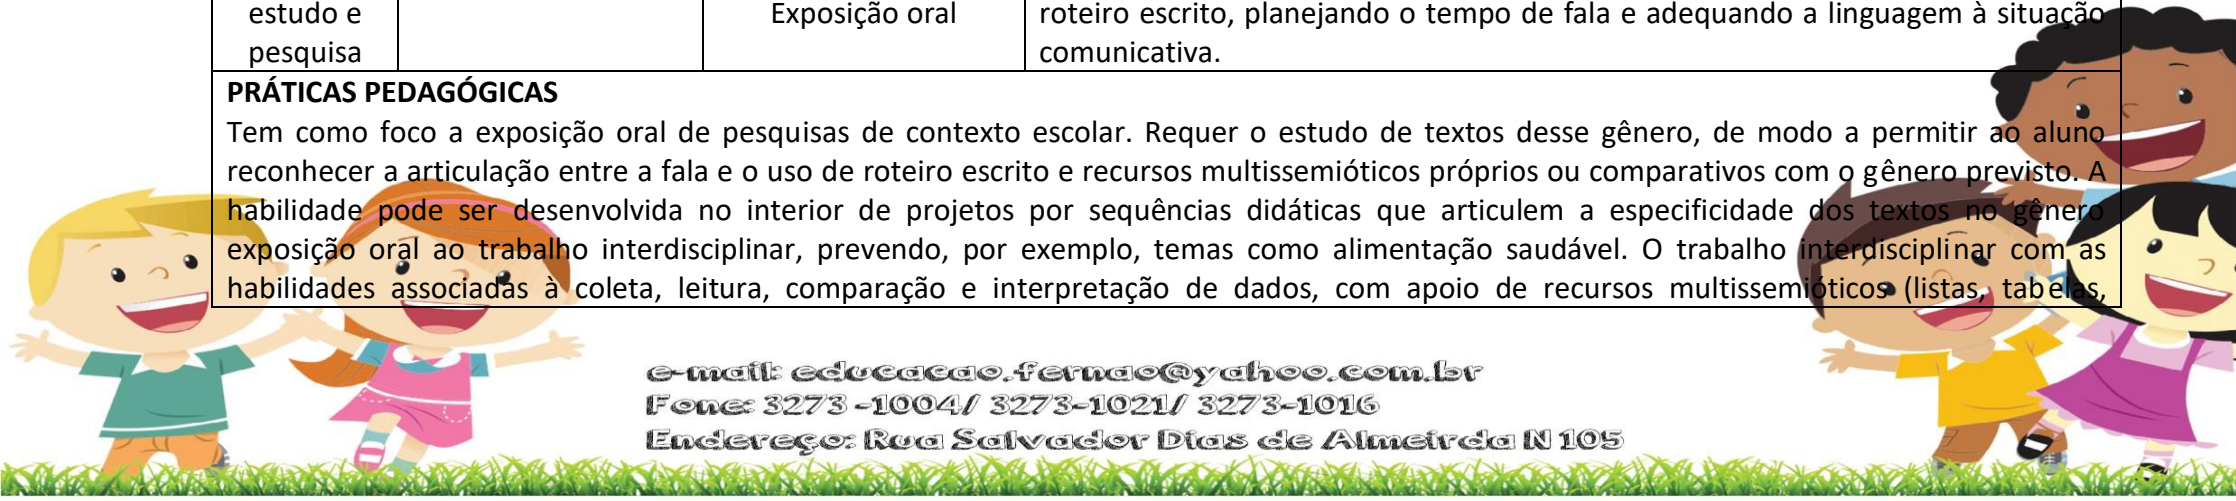 estudo e
pesquisa
Exposição oral
roteiro escrito, planejando o tempo de fala e adequando a linguagem à situação
comunicativa.
PRÁTICAS PEDAGÓGICAS
Tem como foco a exposição oral de pesquisas de contexto escolar. Requer o estudo de textos desse gênero, de modo a permitir ao aluno
reconhecer a articulação entre a fala e o uso de roteiro escrito e recursos multissemióticos próprios ou comparativos com o gênero previsto. A
habilidade pode ser desenvolvida no interior de projetos por sequências didáticas que articulem a especificidade dos textos no gênero
exposição oral ao trabalho interdisciplinar, prevendo, por exemplo, temas como alimentação saudável. O trabalho interdisciplinar com as
habilidades associadas à coleta, leitura, comparação e interpretação de dados, com apoio de recursos multissemióticos (listas, tabelas,
e-mail: educacao.fernao@yahoo.com.br
Fone: 3273 -1004/ 3273-1021/ 3273-1016
Endereço: Rua Salvador Dias de Almeirda N 105